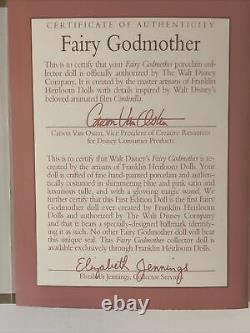 CERTIFICATE OF AUTHENTICITY
Fairy Godmother
This is to certify that your Fairy Godmother porcelain col-
lector doll is officially authorized by The Walt Disney
Company. It is created by the master artisans of Franklin
Heirloom Dolls with details inspired by Walt Disney's
beloved animated film Cinderella.
CARSON VAN OSTEN, VICE PRESIDENT OF CREATIVE RESOURCES
FOR DISNEY CONSUMER PRODUCTS
This is to certify that Walt Disney's Fairy Godmother is re-
created by the artisans of Franklin Heirloom Dolls. Your
doll is crafted of fine hand-painted porcelain and authenti-
cally costumed in shimmering blue and pink satin and
luxurious tulle, and with a glowing magic wand. We
further certify that this First Edition Doll is the first Fairy
Godmother doll ever created by Franklin Heirloom Dolls
and authorized by The Walt Disney Company
and that it bears a specially-designed hallmark identify-
ing it as such. No other Fairy Godmother doll will bear
this unique seal. This Fairy Godmother collector doll is
available exclusively through Franklin Heirloom Dolls.
Elizabeth Jennings
ELIZABETH JENNINGS, COLLECTOR SERVICE